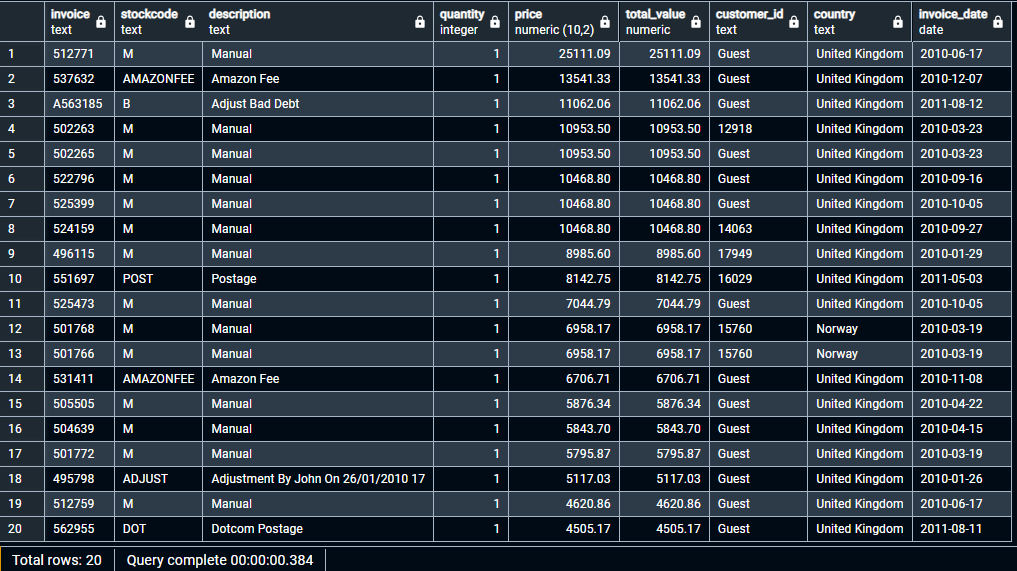 invoice stockcode description quantity price total_value customer_id country invoice_date
text text text integer numeric (10,2) numeric text text date
1 512771 M Manual 1 25111.09 25111.09 Guest United Kingdom 2010-06-17
2 537632 AMAZONFEE Amazon Fee 1 13541.33 13541.33 Guest United Kingdom 2010-12-07
3 A563185 B Adjust Bad Debt 1 11062.06 11062.06 Guest United Kingdom 2011-08-12
4 502263 M Manual 1 10953.50 10953.50 12918 United Kingdom 2010-03-23
5 502265 M Manual 1 10953.50 10953.50 Guest United Kingdom 2010-03-23
6 522796 M Manual 1 10468.80 10468.80 Guest United Kingdom 2010-09-16
7 525399 M Manual 1 10468.80 10468.80 Guest United Kingdom 2010-10-05
8 524159 M Manual 1 10468.80 10468.80 14063 United Kingdom 2010-09-27
9 496115 M Manual 1 8985.60 8985.60 17949 United Kingdom 2010-01-29
10 551697 POST Postage 1 8142.75 8142.75 16029 United Kingdom 2011-05-03
11 525473 M Manual 1 7044.79 7044.79 Guest United Kingdom 2010-10-05
12 501768 M Manual 1 6958.17 6958.17 15760 Norway 2010-03-19
13 501766 M Manual 1 6958.17 6958.17 15760 Norway 2010-03-19
14 531411 AMAZONFEE Amazon Fee 1 6706.71 6706.71 Guest United Kingdom 2010-11-08
15 505505 M Manual 1 5876.34 5876.34 Guest United Kingdom 2010-04-22
16 504639 M Manual 1 5843.70 5843.70 Guest United Kingdom 2010-04-15
17 501772 M Manual 1 5795.87 5795.87 Guest United Kingdom 2010-03-19
18 495798 ADJUST Adjustment By John On 26/01/2010 17 1 5117.03 5117.03 Guest United Kingdom 2010-01-26
19 512759 M Manual 1 4620.86 4620.86 Guest United Kingdom 2010-06-17
20 562955 DOT Dotcom Postage 1 4505.17 4505.17 Guest United Kingdom 2011-08-11
Total rows: 20 Query complete 00:00:00.384